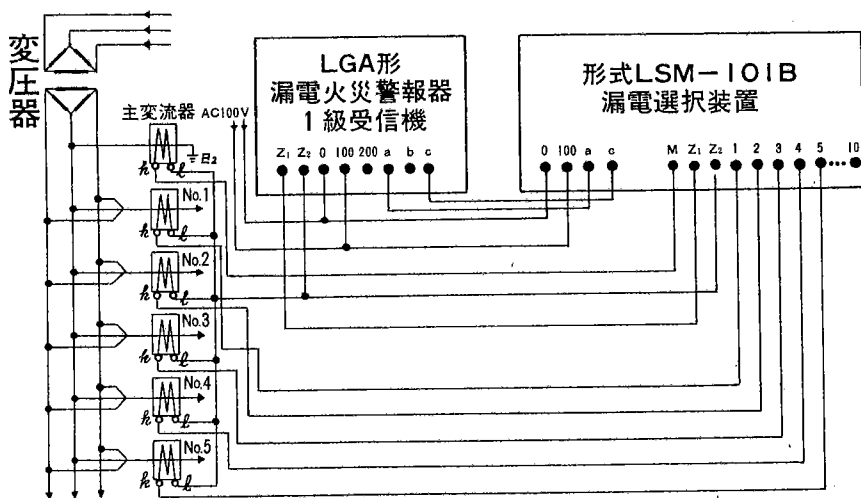 変圧器
主変流器 AC100V
LGA形
漏電火災警報器
1級受信機
Z₁ Z₂ 0 100 200 a b c
形式LSM-101B
漏電選択装置
0 100 a c M Z₁ Z₂ 1 2 3 4 5 …… 10
E₂
k ℓ
No.1
k ℓ
No.2
k ℓ
No.3
k ℓ
No.4
k ℓ
No.5
k ℓ